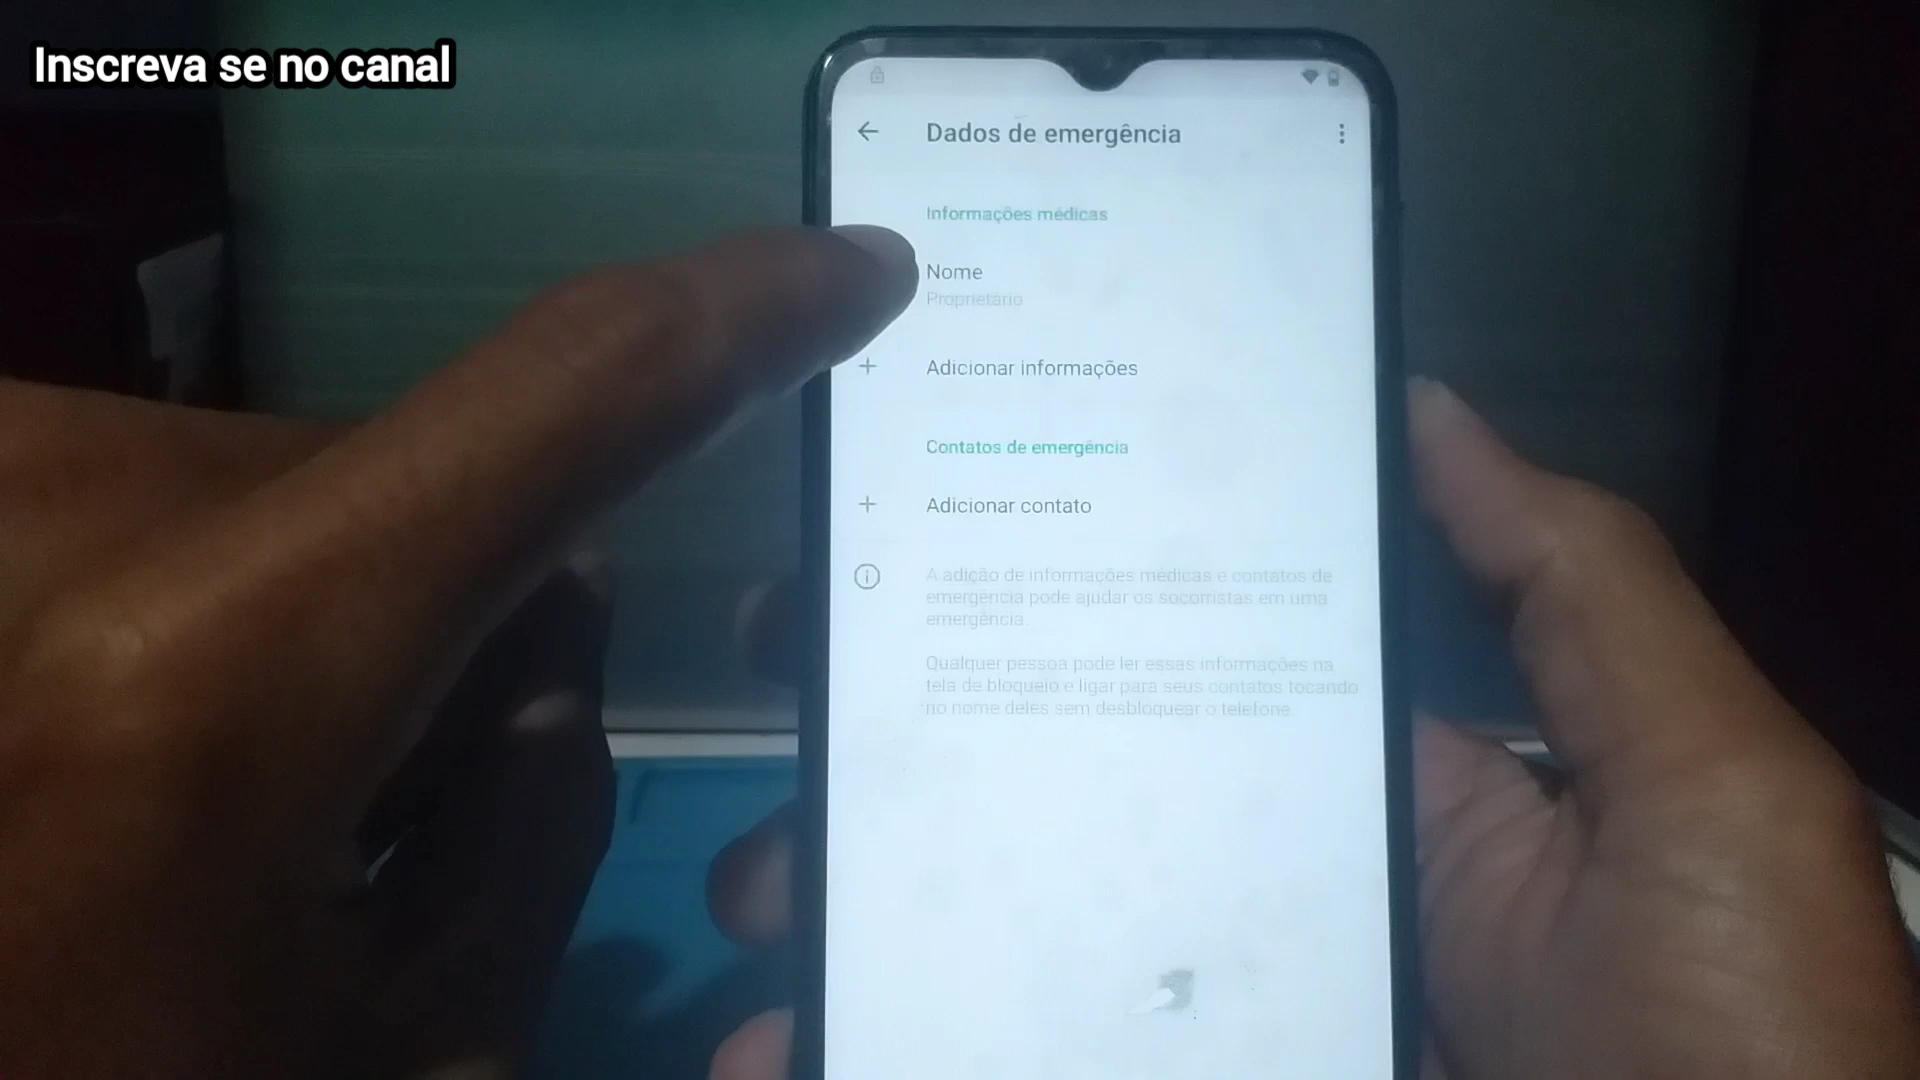 Inscreva se no canal
Dados de emergência
Informações médicas
Nome
Proprietário
Adicionar informações
Contatos de emergência
Adicionar contato
A adição de informações médicas e contatos de
emergência pode ajudar os socorristas em uma
emergência.
Qualquer pessoa pode ler essas informações na
tela de bloqueio e ligar para seus contatos tocando
no nome deles sem desbloquear o telefone.